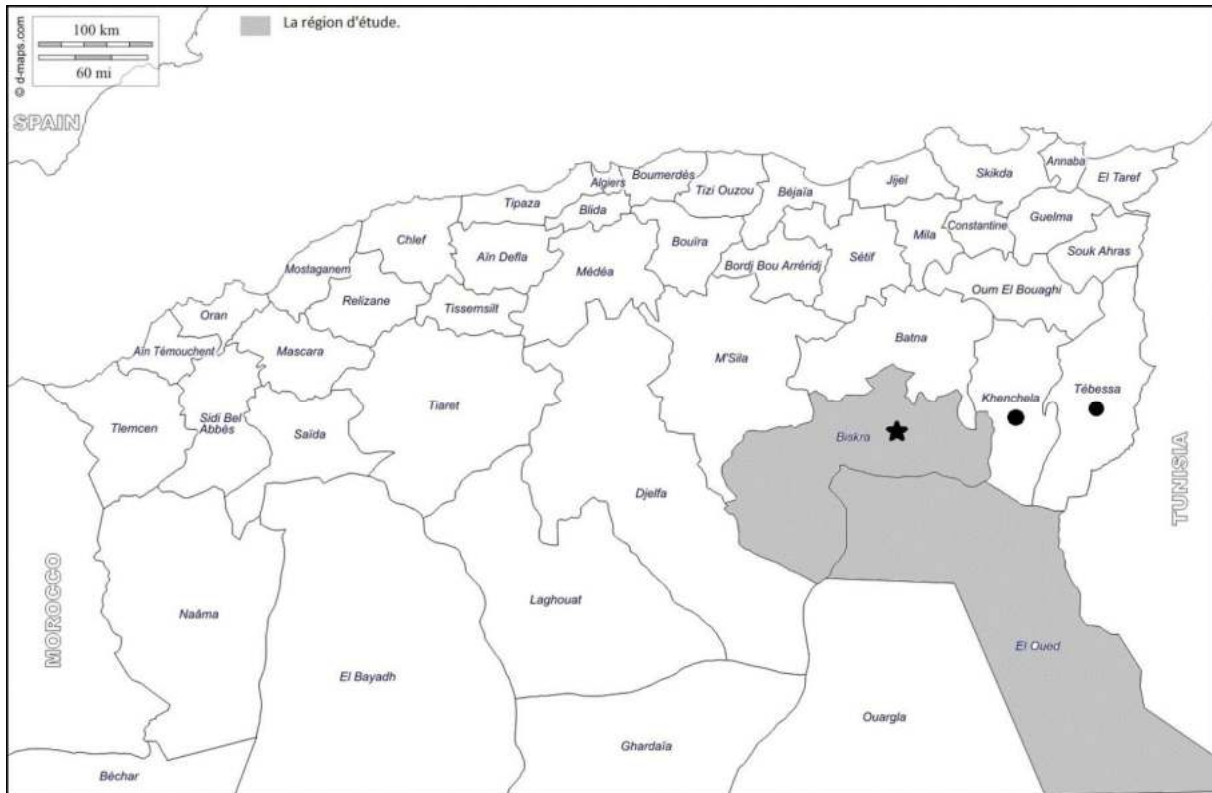 100 km
60 mi
© d-maps.com
La région d'étude.
SPAIN
Annaba
Skikda
El Taref
Boumerdès
Algiers
Jijel
Tizi Ouzou
Béjaïa
Tipaza
Blida
Guelma
Constantine
Mila
Chlef
Bouïra
Souk Ahras
Aïn Defla
Sétif
Bordj Bou Arréridj
Mostaganem
Médéa
Oum El Bouaghi
Relizane
Tissemsilt
Oran
Batna
Aïn Témouchent
Mascara
M'Sila
Tébessa
Khenchela
Tiaret
Sidi Bel
Abbés
Tlemcen
Saïda
Biskra
Djelfa
TUNISIA
Laghouat
Naâma
MOROCCO
El Oued
El Bayadh
Ouargla
Ghardaïa
Béchar